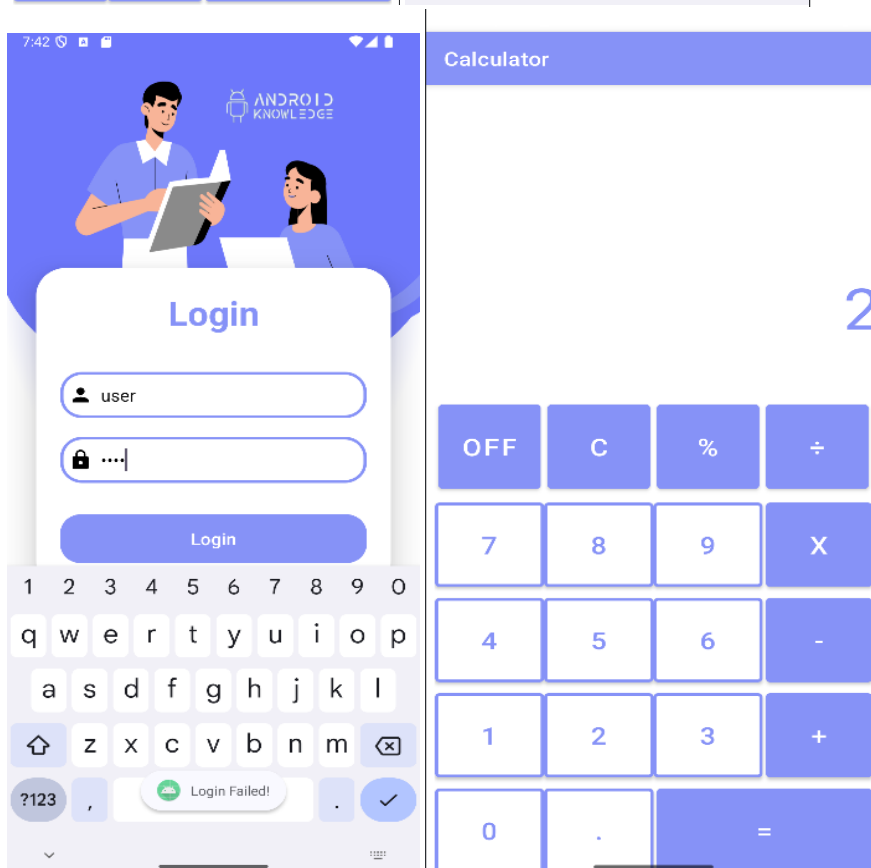 7:42
ANDROID
KNOWLEDGE
Login
user
••••
Login
1 2 3 4 5 6 7 8 9 0
q w e r t y u i o p
a s d f g h j k l
z x c v b n m
?123 , .
Login Failed!
Calculator
2
OFF C % ÷
7 8 9 X
4 5 6 -
1 2 3 +
0 . =